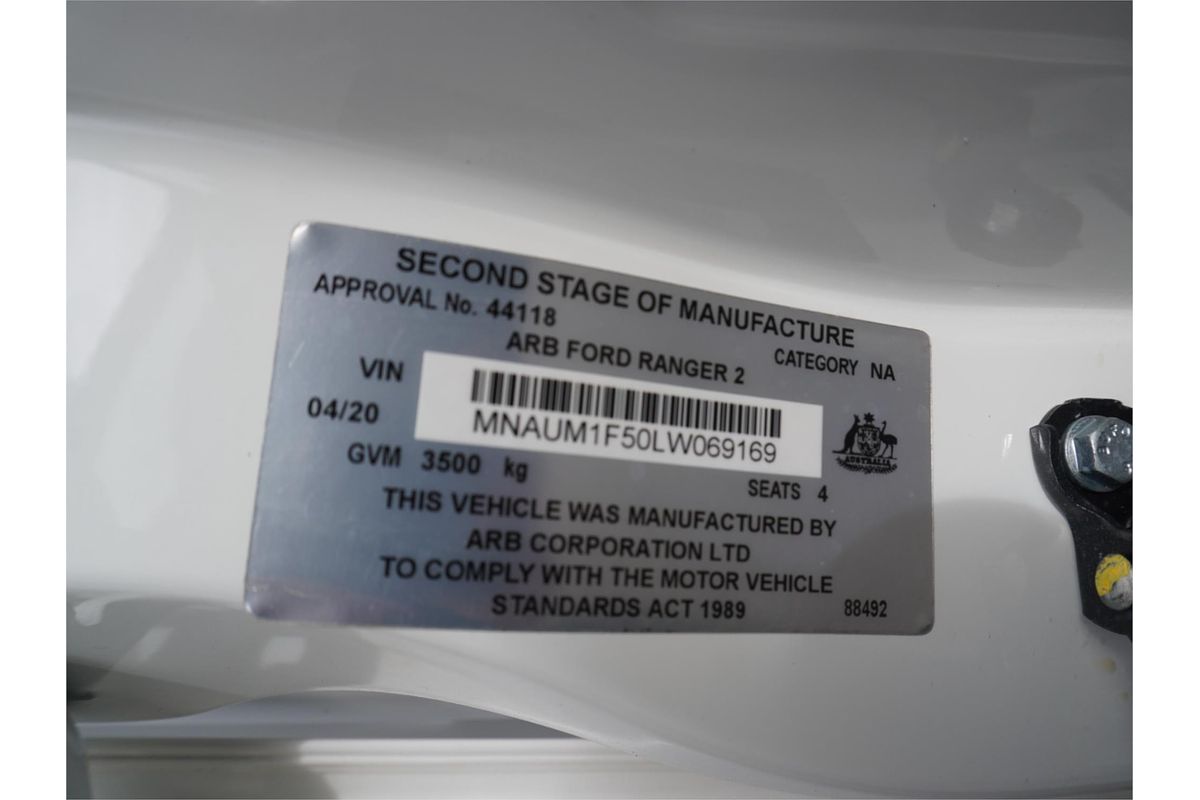 SECOND STAGE OF MANUFACTURE
APPROVAL No. 44118
CATEGORY NA
ARB FORD RANGER 2
VIN
MNAUM1F50LW069169
04/20
AUSTRALIA
GVM 3500 kg
SEATS 4
THIS VEHICLE WAS MANUFACTURED BY
ARB CORPORATION LTD
TO COMPLY WITH THE MOTOR VEHICLE
STANDARDS ACT 1989
88492